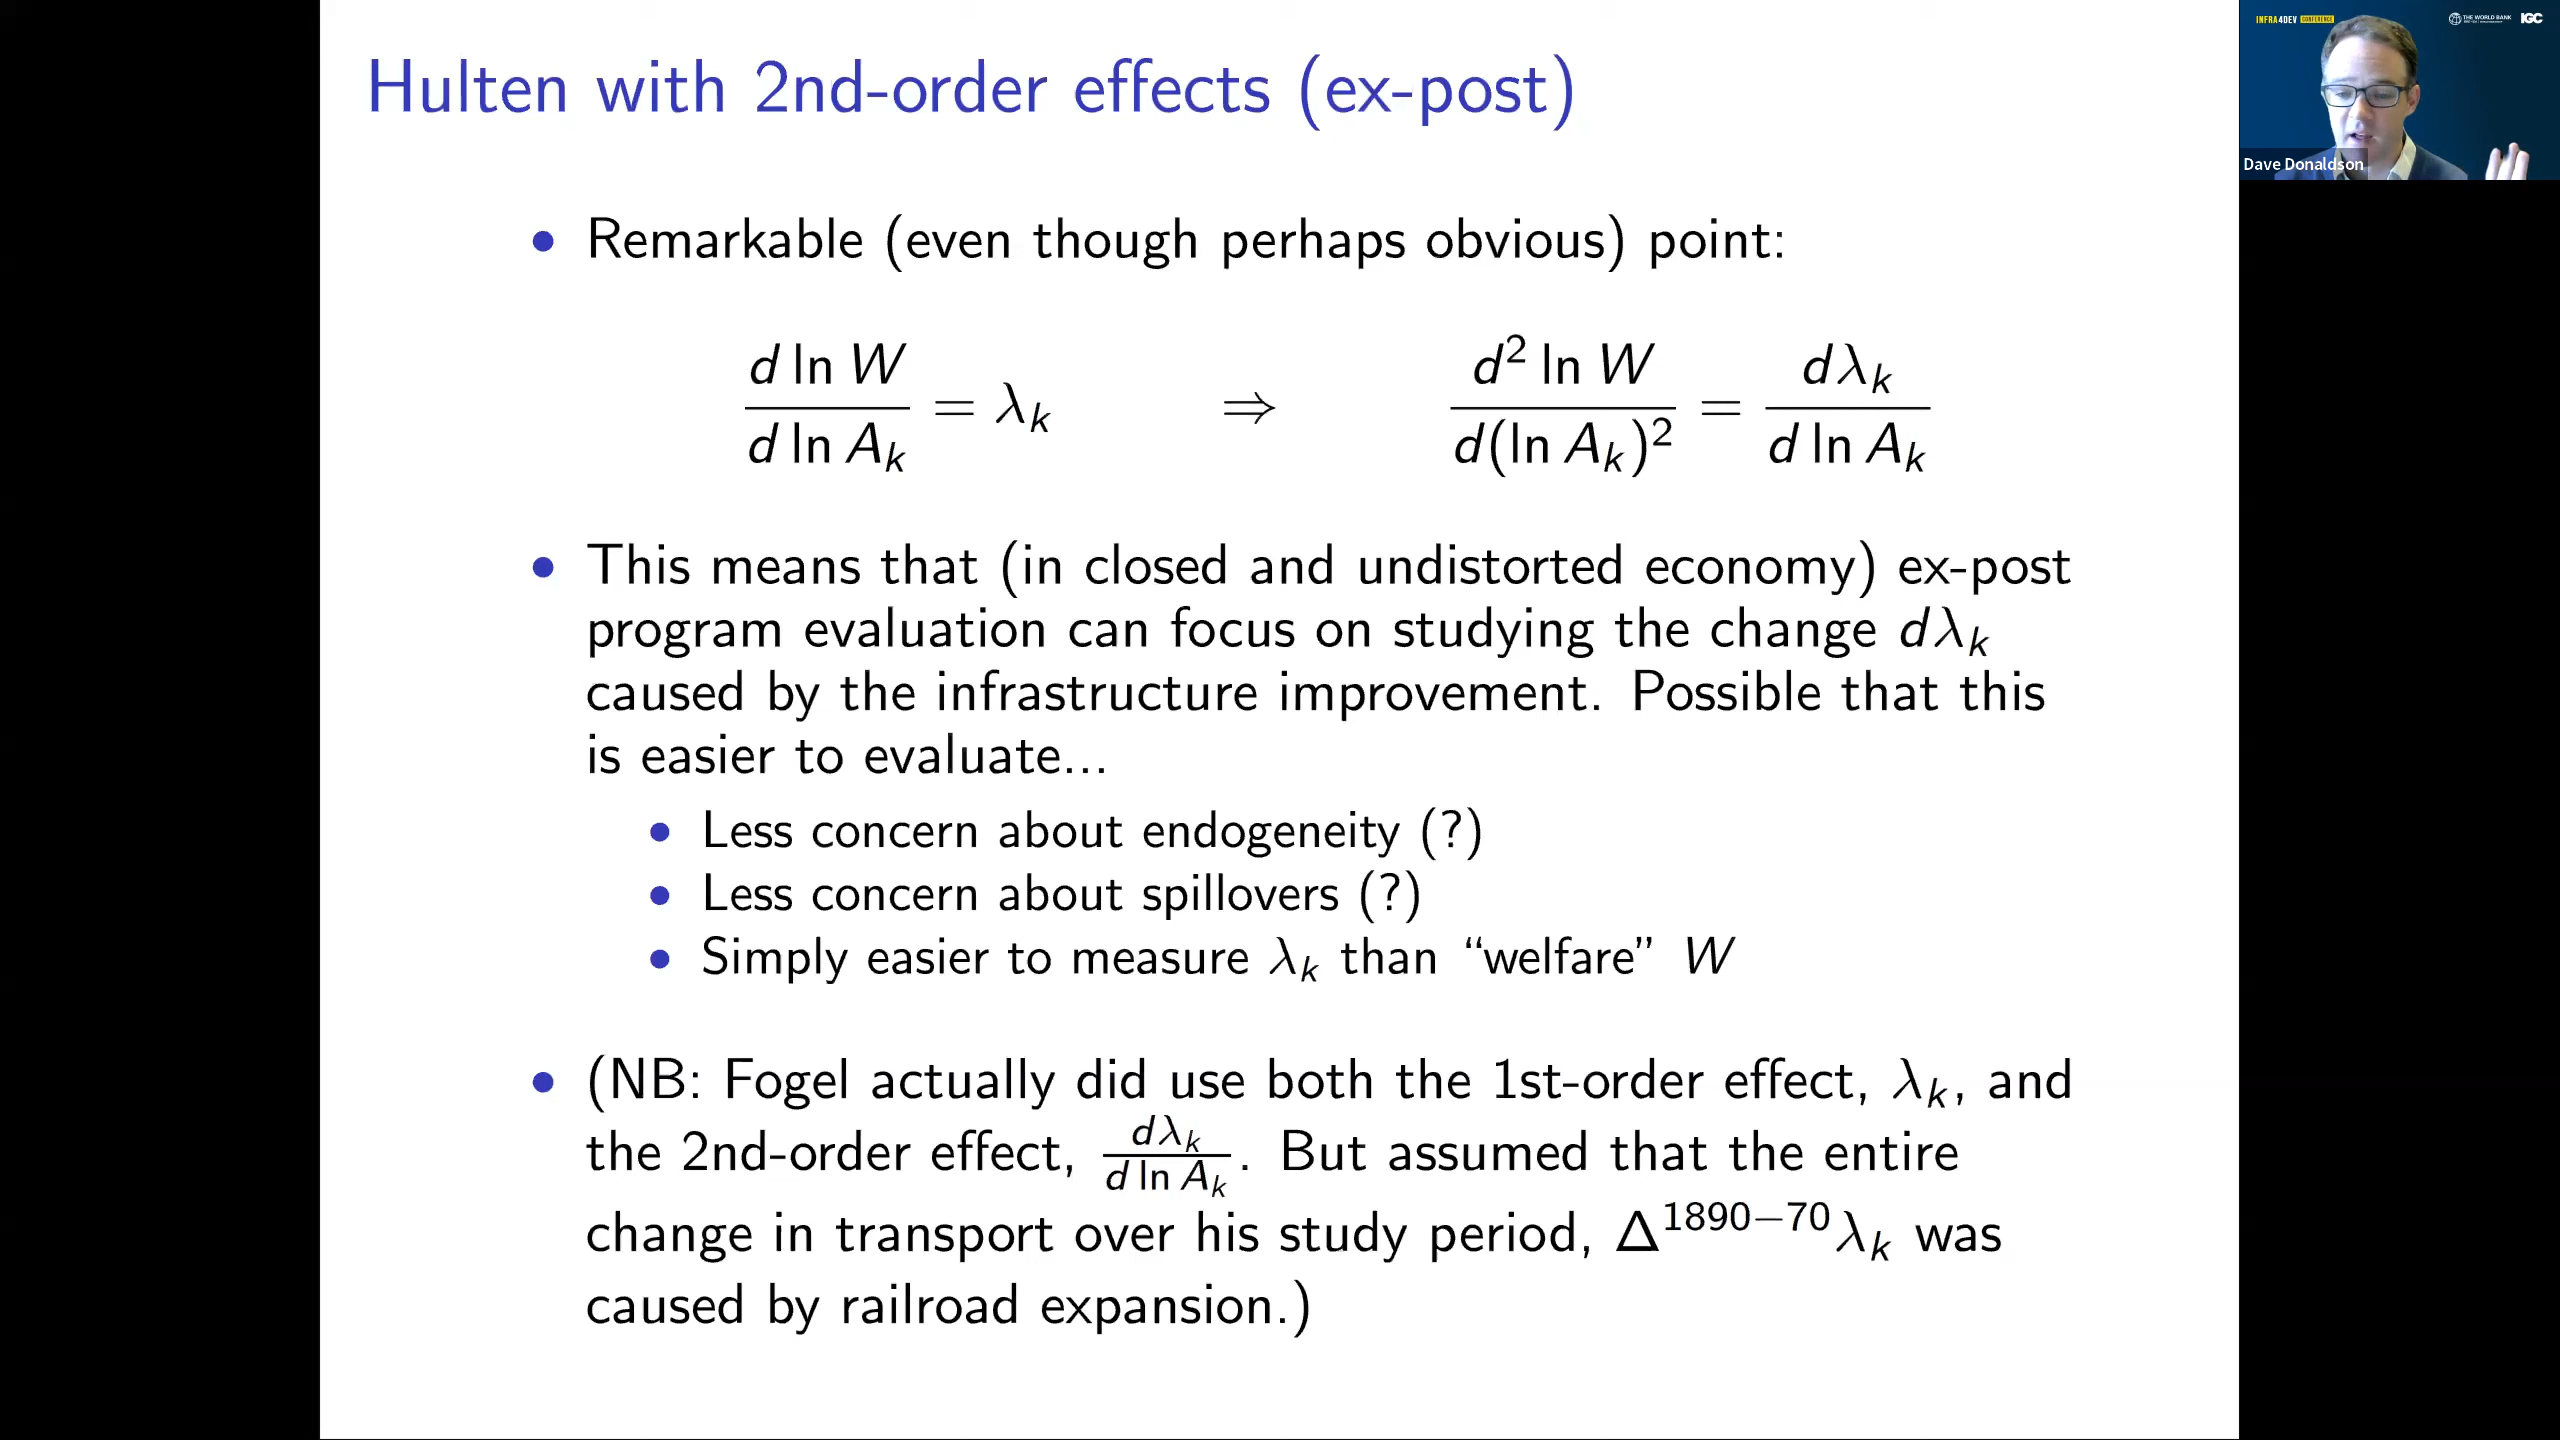 Hulten with 2nd-order effects (ex-post)
INFRA4DEV CONFERENCE
THE WORLD BANK
IGC
Dave Donaldson
• Remarkable (even though perhaps obvious) point:
d ln W / d ln A_k = λ_k ⇒ d² ln W / d(ln A_k)² = dλ_k / d ln A_k
• This means that (in closed and undistorted economy) ex-post
program evaluation can focus on studying the change dλ_k
caused by the infrastructure improvement. Possible that this
is easier to evaluate...
• Less concern about endogeneity (?)
• Less concern about spillovers (?)
• Simply easier to measure λ_k than “welfare” W
• (NB: Fogel actually did use both the 1st-order effect, λ_k, and
the 2nd-order effect, dλ_k / d ln A_k. But assumed that the entire
change in transport over his study period, Δ^1890−70 λ_k was
caused by railroad expansion.)